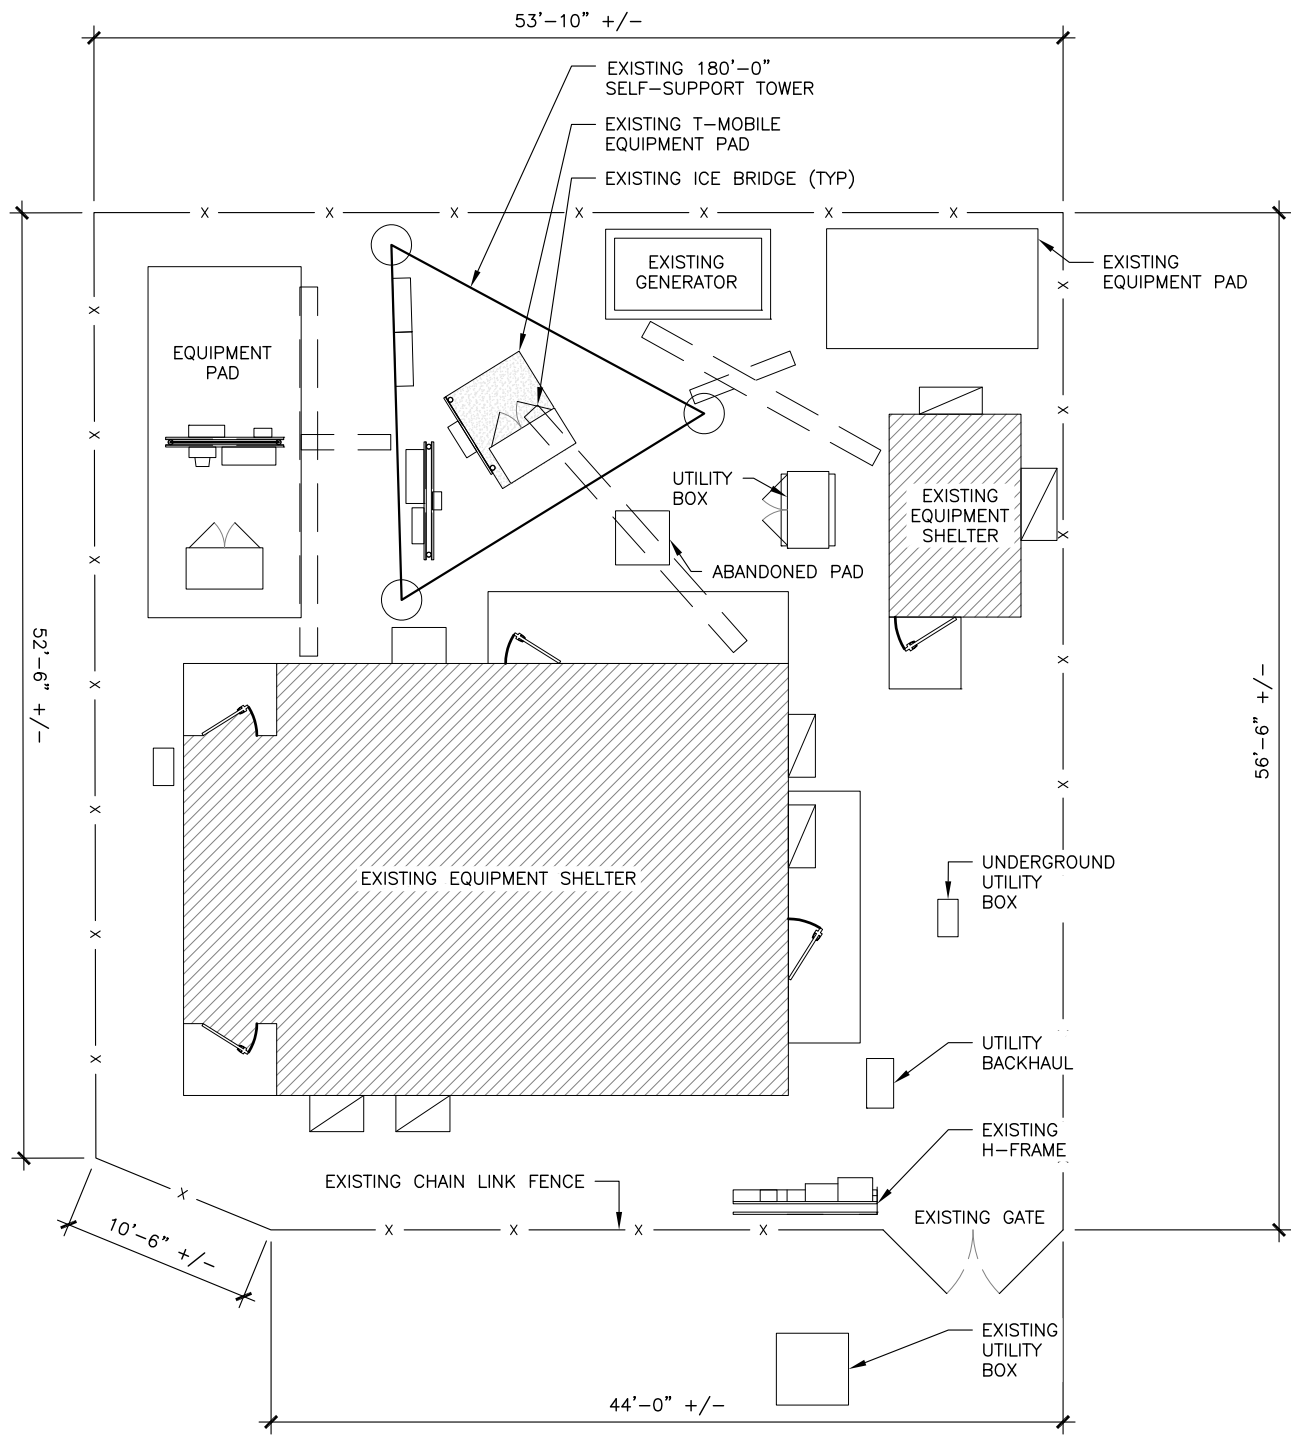 53'-10" +/-
EXISTING 180'-0"
SELF-SUPPORT TOWER
EXISTING T-MOBILE
EQUIPMENT PAD
EXISTING ICE BRIDGE (TYP)
X X X X X X X
EXISTING
GENERATOR
EXISTING
EQUIPMENT PAD
X
X
EQUIPMENT
PAD
X
X
UTILITY
BOX
EXISTING
EQUIPMENT
SHELTER
X
X
ABANDONED PAD
52'-6" +/-
X
X
56'-6" +/-
X
X
EXISTING EQUIPMENT SHELTER
UNDERGROUND
UTILITY
BOX
X
UTILITY
BACKHAUL
X
EXISTING
H-FRAME
EXISTING CHAIN LINK FENCE
X
EXISTING GATE
X X X X
10'-6" +/-
EXISTING
UTILITY
BOX
44'-0" +/-